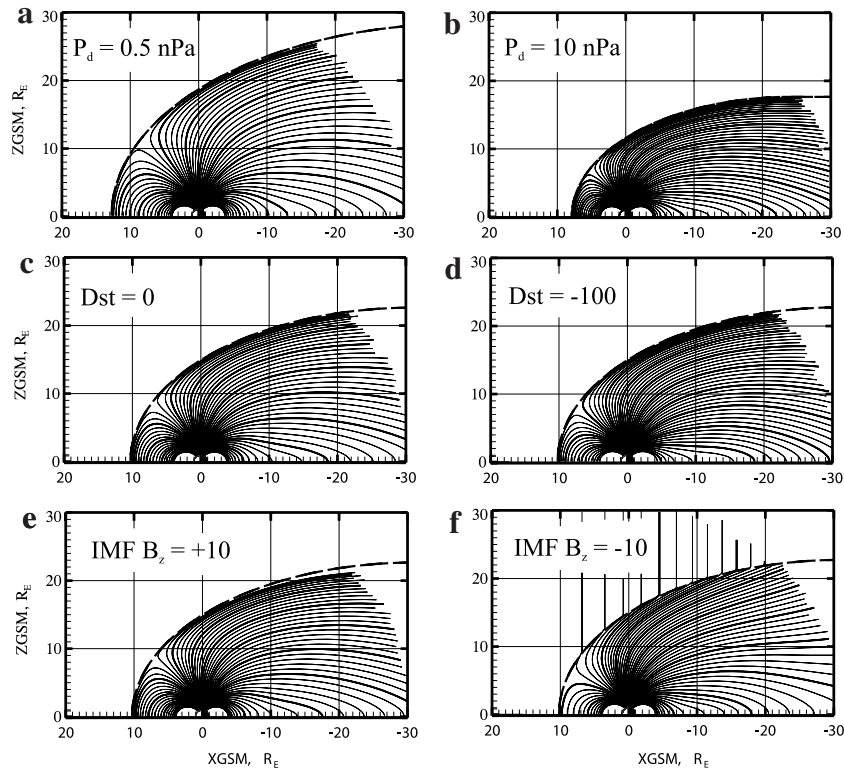 a
b
P_d = 0.5 nPa
P_d = 10 nPa
ZGSM, R_E
30
20
10
0
20 10 0 -10 -20 -30
30
20
10
0
20 10 0 -10 -20 -30
c
d
Dst = 0
Dst = -100
ZGSM, R_E
30
20
10
0
20 10 0 -10 -20 -30
30
20
10
0
20 10 0 -10 -20 -30
e
f
IMF B_z = +10
IMF B_z = -10
ZGSM, R_E
30
20
10
0
20 10 0 -10 -20 -30
30
20
10
0
20 10 0 -10 -20 -30
XGSM, R_E
XGSM, R_E